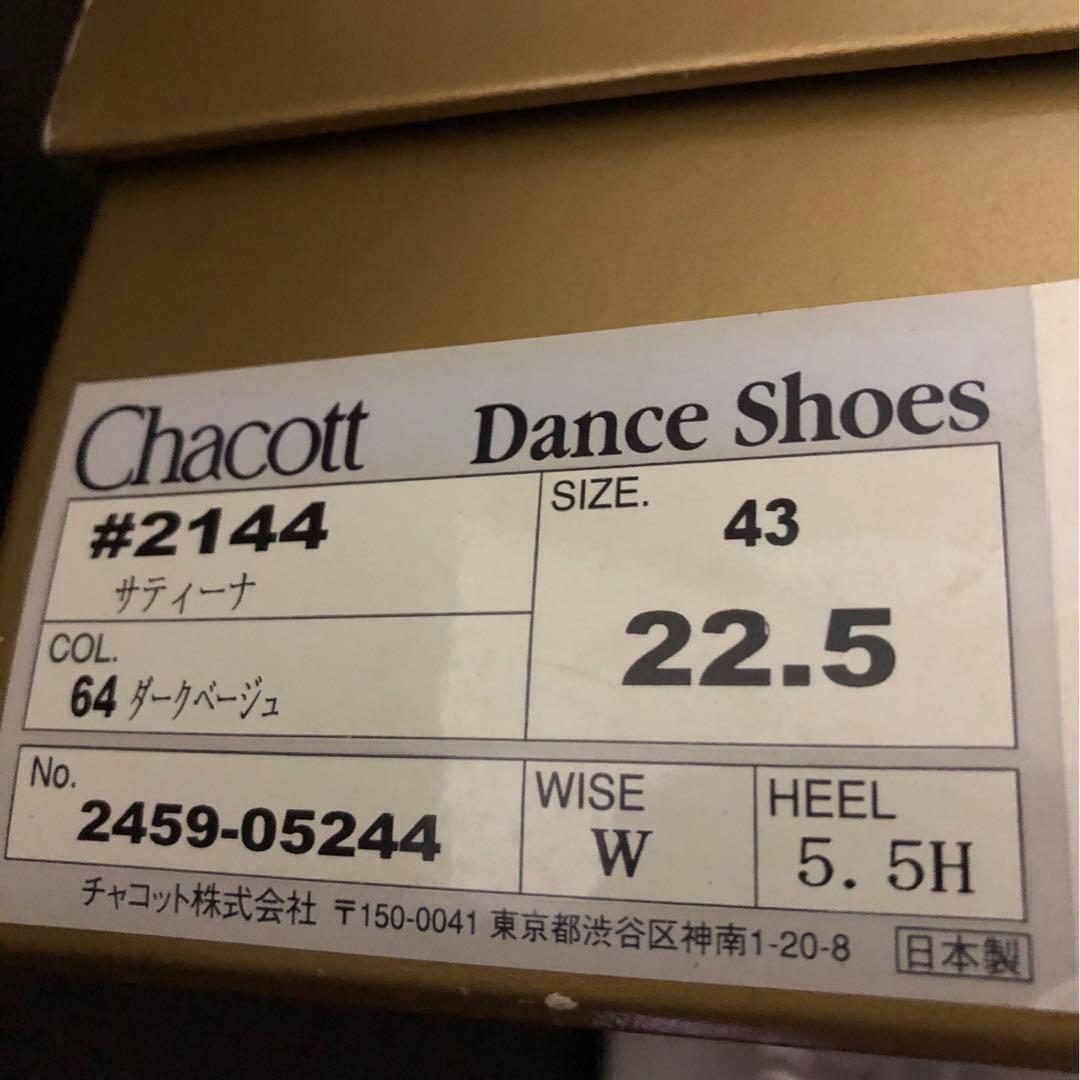 Chacott Dance Shoes
#2144
サティーナ
SIZE. 43
22.5
COL.
64 ダークベージュ
No.
2459-05244
WISE
W
HEEL
5.5H
チャコット株式会社 〒150-0041 東京都渋谷区神南1-20-8 日本製